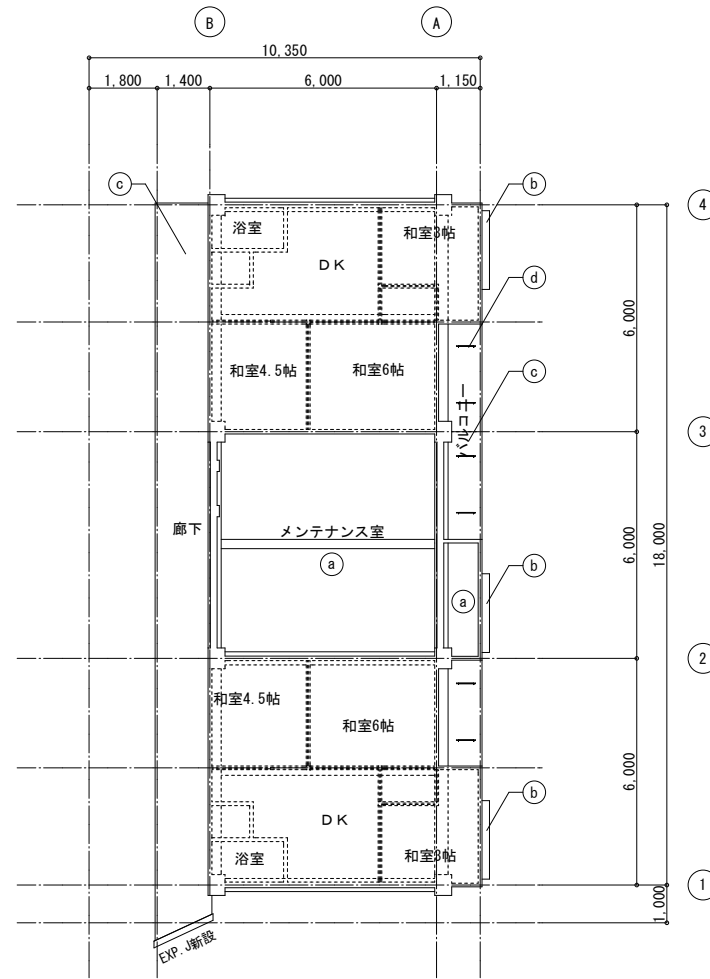 B
A
10,350
1,800
1,400
6,000
1,150
c
b
4
浴室
和室3帖
DK
d
6,000
和室4.5帖
和室6帖
c
バルコニー
3
廊下
メンテナンス室
a
6,000
18,000
b
a
2
和室4.5帖
和室6帖
6,000
b
DK
浴室
和室3帖
1
1,000
EXP.J新設